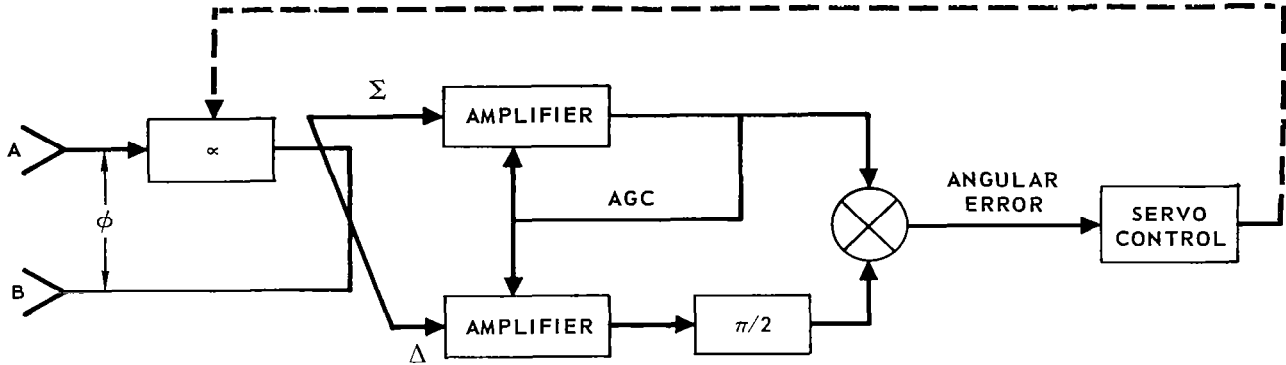 Σ
AMPLIFIER
A
∝
ANGULAR
ERROR
AGC
φ
SERVO
CONTROL
B
AMPLIFIER
π/2
Δ